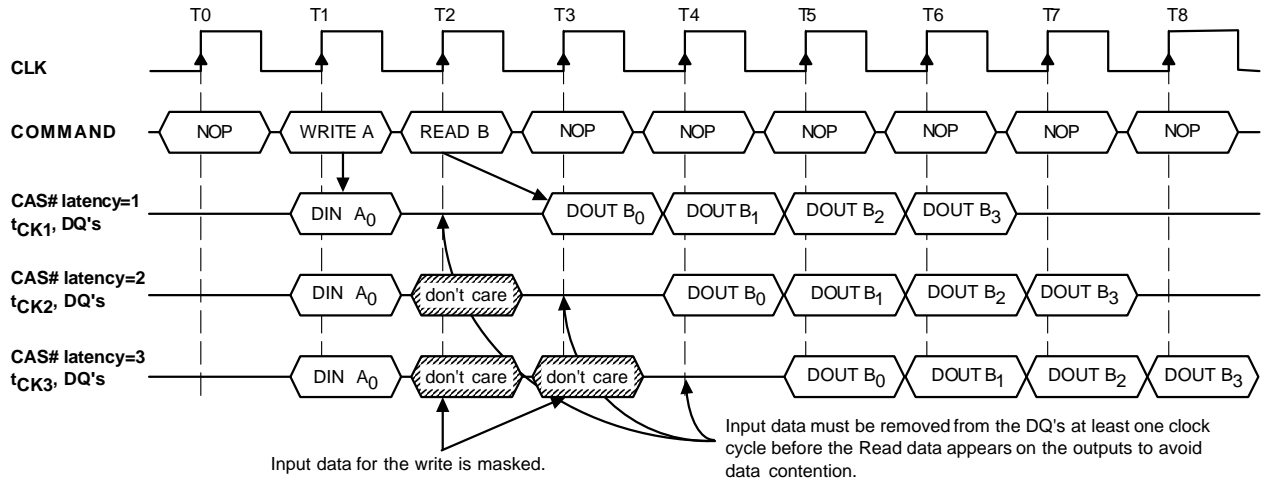 T0 T1 T2 T3 T4 T5 T6 T7 T8
CLK
COMMAND NOP WRITE A READ B NOP NOP NOP NOP NOP NOP
CAS# latency=1
tCK1, DQ's DIN A0 DOUT B0 DOUT B1 DOUT B2 DOUT B3
CAS# latency=2
tCK2, DQ's DIN A0 don't care DOUT B0 DOUT B1 DOUT B2 DOUT B3
CAS# latency=3
tCK3, DQ's DIN A0 don't care don't care DOUT B0 DOUT B1 DOUT B2 DOUT B3
Input data for the write is masked.
Input data must be removed from the DQ's at least one clock
cycle before the Read data appears on the outputs to avoid
data contention.